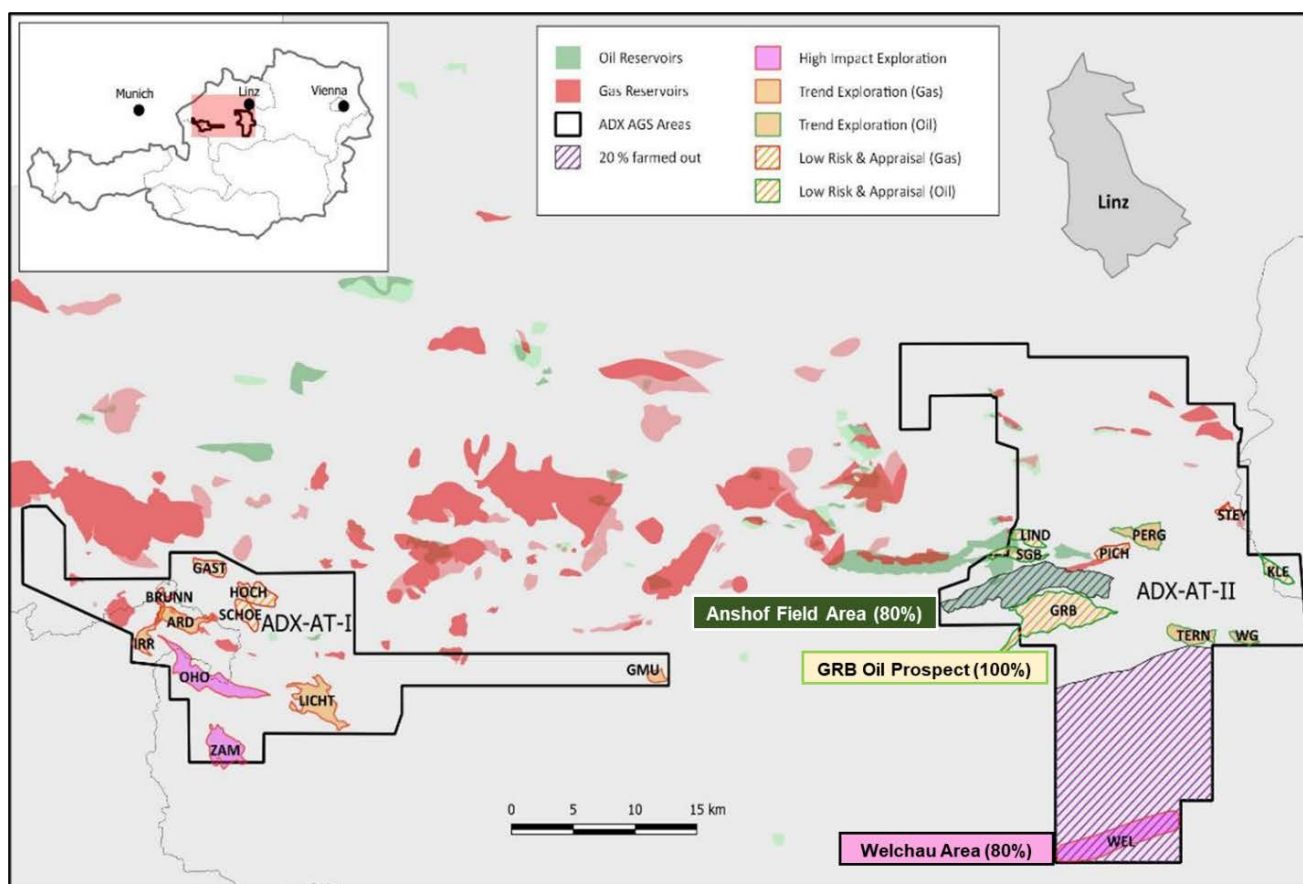 Munich
Linz
Vienna
Oil Reservoirs
Gas Reservoirs
ADX AGS Areas
20 % farmed out
High Impact Exploration
Trend Exploration (Gas)
Trend Exploration (Oil)
Low Risk & Appraisal (Gas)
Low Risk & Appraisal (Oil)
Linz
STEY
LIND
PERG
SGB
PICH
KLE
GAST
BRUNN
HOCH
ARD
SCHOE
ADX-AT-I
ADX-AT-II
Anshof Field Area (80%)
GRB
IRR
TERN
WG
OHO
GMU
GRB Oil Prospect (100%)
LICHT
ZAM
0 5 10 15 km
WEL
Welchau Area (80%)